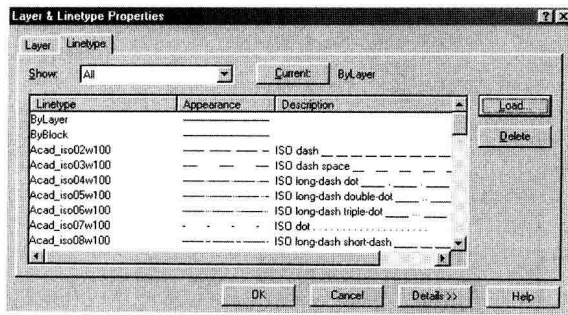 Layer & Linetype Properties
Layer Linetype
Show: All Current: ByLayer
Linetype Appearance Description
ByLayer
ByBlock
Acad_iso02w100 ISO dash
Acad_iso03w100 ISO dash space
Acad_iso04w100 ISO long-dash dot
Acad_iso05w100 ISO long-dash double-dot
Acad_iso06w100 ISO long-dash triple-dot
Acad_iso07w100 ISO dot
Acad_iso08w100 ISO long-dash short-dash
Load...
Delete
OK Cancel Details >> Help